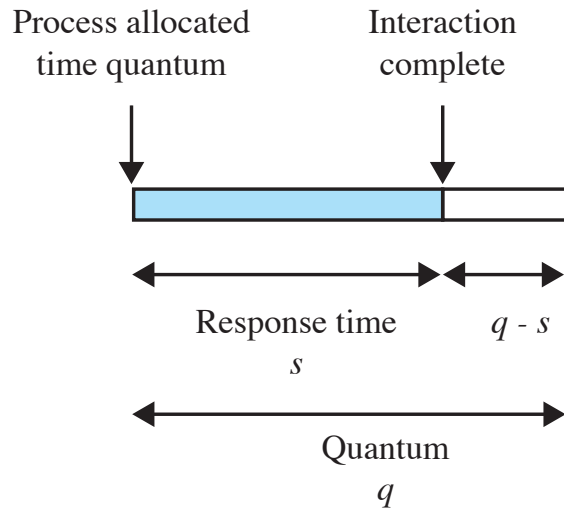 Process allocated
time quantum
Interaction
complete
Response time
s
q - s
Quantum
q